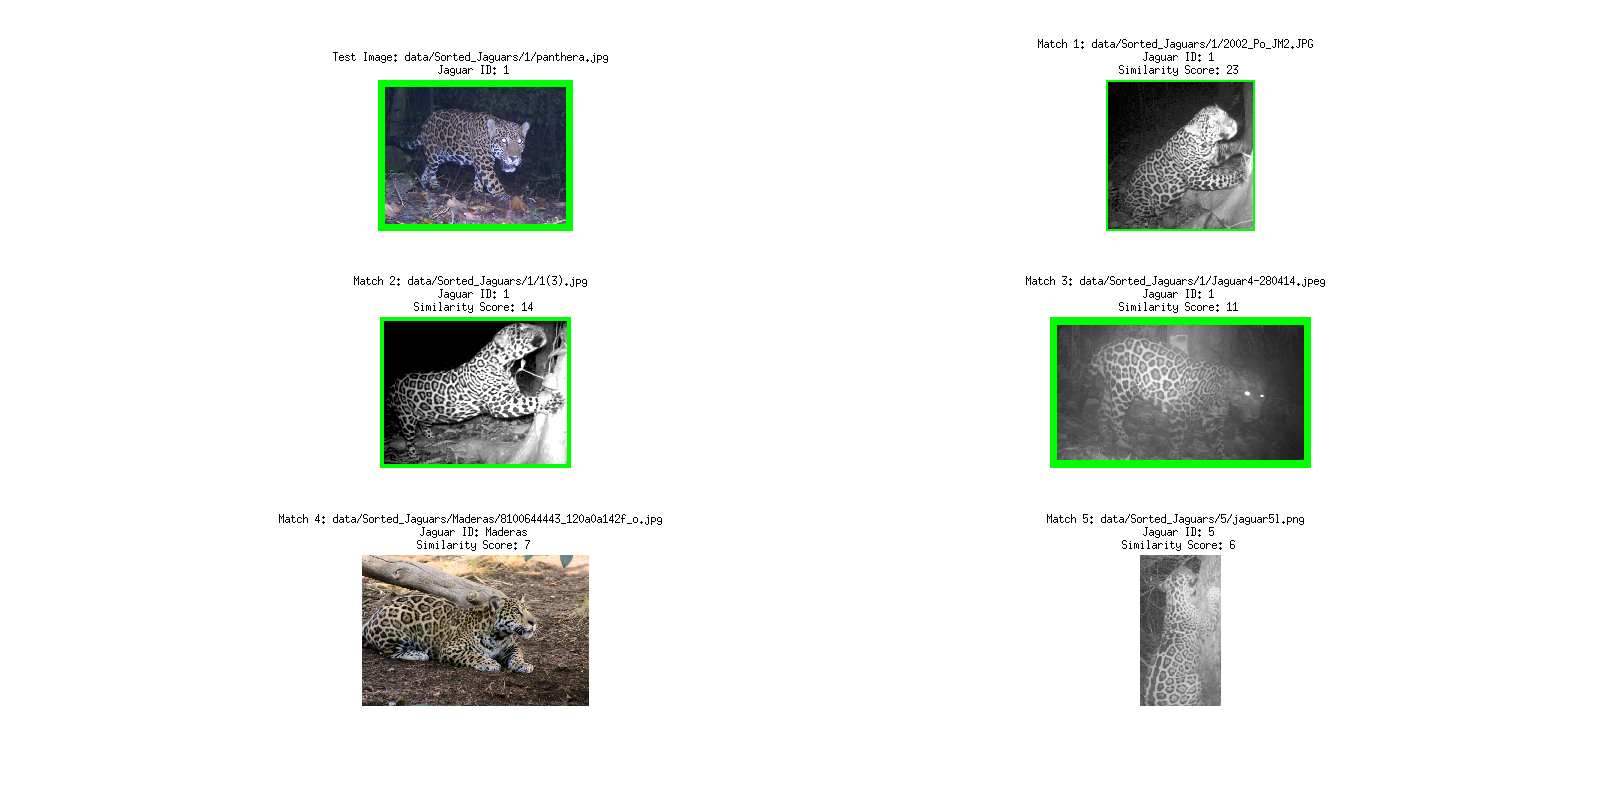 Test Image: data/Sorted_Jaguars/1/panthera.jpg
Jaguar ID: 1
Match 1: data/Sorted_Jaguars/1/2002_Po_JM2.JPG
Jaguar ID: 1
Similarity Score: 23
Match 2: data/Sorted_Jaguars/1/1(3).jpg
Jaguar ID: 1
Similarity Score: 14
Match 3: data/Sorted_Jaguars/1/Jaguar4-280414.jpeg
Jaguar ID: 1
Similarity Score: 11
Match 4: data/Sorted_Jaguars/Maderas/8100644443_120a0a142f_o.jpg
Jaguar ID: Maderas
Similarity Score: 7
Match 5: data/Sorted_Jaguars/5/jaguar5l.png
Jaguar ID: 5
Similarity Score: 6